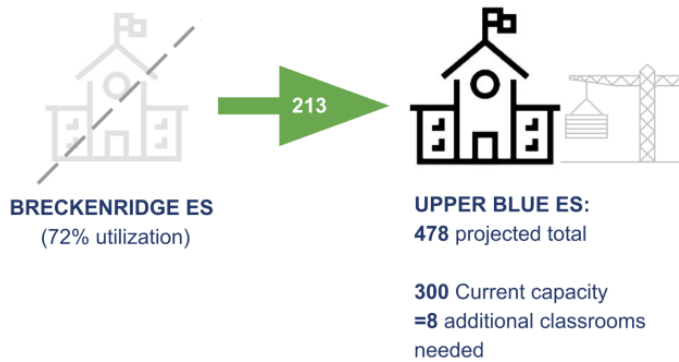 213
BRECKENRIDGE ES
(72% utilization)
UPPER BLUE ES:
478 projected total
300 Current capacity
=8 additional classrooms
needed